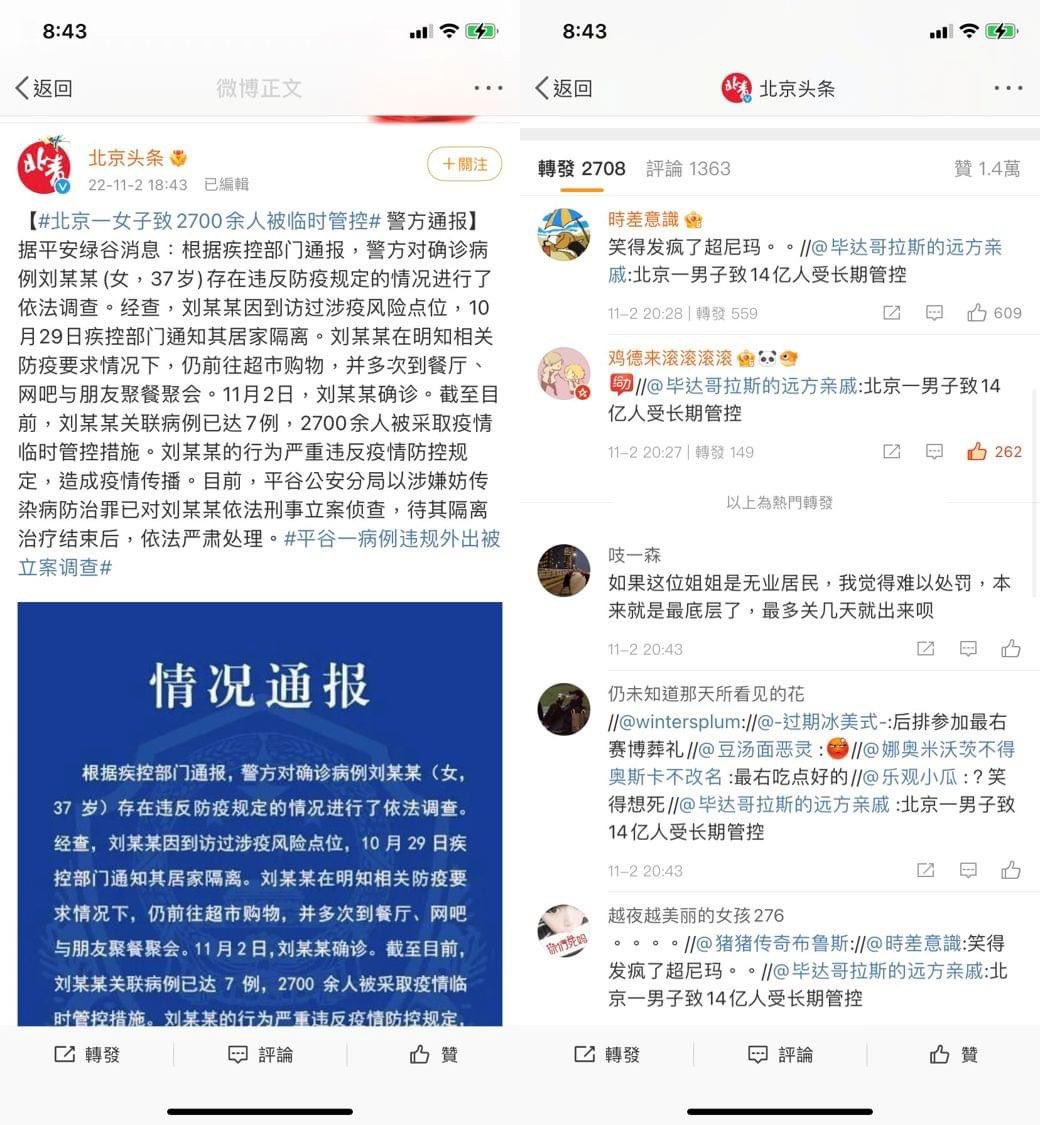 8:43
返回
微博正文
北京头条
+關注
22-11-2 18:43 已編輯
【#北京一女子致2700余人被临时管控# 警方通报】
据平安绿谷消息：根据疾控部门通报，警方对确诊病
例刘某某(女，37岁)存在违反防疫规定的情况进行了
依法调查。经查，刘某某因到访过涉疫风险点位，10
月29日疾控部门通知其居家隔离。刘某某在明知相关
防疫要求情况下，仍前往超市购物，并多次到餐厅、
网吧与朋友聚餐聚会。11月2日，刘某某确诊。截至目
前，刘某某关联病例已达7例，2700余人被采取疫情
临时管控措施。刘某某的行为严重违反疫情防控规
定，造成疫情传播。目前，平谷公安分局以涉嫌妨传
染病防治罪已对刘某某依法刑事立案侦查，待其隔离
治疗结束后，依法严肃处理。#平谷一病例违规外出被
立案调查#
情况通报
根据疾控部门通报，警方对确诊病例刘某某（女，
37 岁）存在违反防疫规定的情况进行了依法调查。
经查，刘某某因到访过涉疫风险点位，10 月 29 日疾
控部门通知其居家隔离。刘某某在明知相关防疫要
求情况下，仍前往超市购物，并多次到餐厅、网吧
与朋友聚餐聚会。11 月 2 日，刘某某确诊。截至目前，
刘某某关联病例已达 7 例，2700 余人被采取疫情临
时管控措施。刘某某的行为严重违反疫情防控规定，
轉發 評論 贊
8:43
返回
北青
北京头条
轉發 2708 評論 1363 贊 1.4萬
時差意識
笑得发疯了超尼玛。。//@毕达哥拉斯的远方亲
戚:北京一男子致14亿人受长期管控
11-2 20:28 | 轉發 559
609
鸡德来滚滚滚滚
给力//@毕达哥拉斯的远方亲戚:北京一男子致14
亿人受长期管控
11-2 20:27 | 轉發 149
262
以上為熱門轉發
吱一森
如果这位姐姐是无业居民，我觉得难以处罚，本
来就是最底层了，最多关几天就出来呗
11-2 20:43
仍未知道那天所看见的花
//@wintersplum://@-过期冰美式-:后排参加最右
赛博葬礼//@豆汤面恶灵 ://@娜奥米沃茨不得
奥斯卡不改名 :最右吃点好的//@乐观小瓜 :？笑
得想死//@毕达哥拉斯的远方亲戚 :北京一男子致
14亿人受长期管控
11-2 20:43
越夜越美丽的女孩276
。。。。//@猪猪传奇布鲁斯://@時差意識:笑得
发疯了超尼玛。。//@毕达哥拉斯的远方亲戚:北
京一男子致14亿人受长期管控
轉發 評論 贊